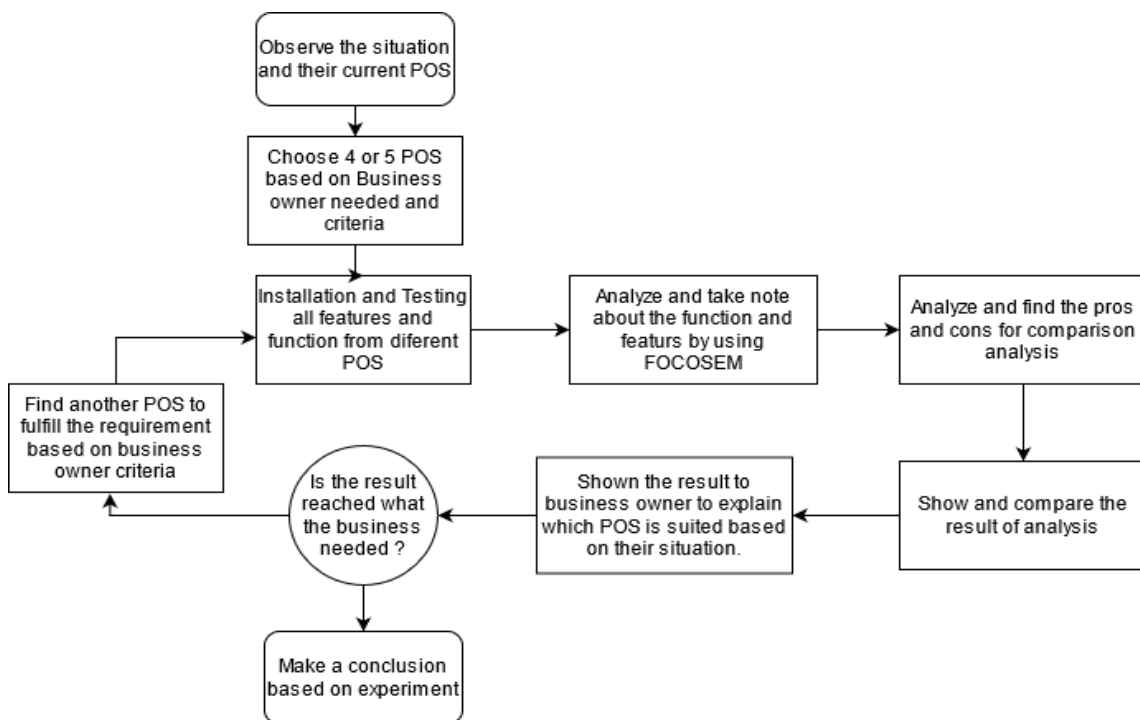 Observe the situation
and their current POS
Choose 4 or 5 POS
based on Business
owner needed and
criteria
Installation and Testing
all features and
function from diferent
POS
Analyze and take note
about the function and
featurs by using
FOCOSEM
Analyze and find the pros
and cons for comparison
analysis
Find another POS to
fulfill the requirement
based on business
owner criteria
Is the result
reached what
the business
needed ?
Shown the result to
business owner to explain
which POS is suited based
on their situation.
Show and compare the
result of analysis
Make a conclusion
based on experiment